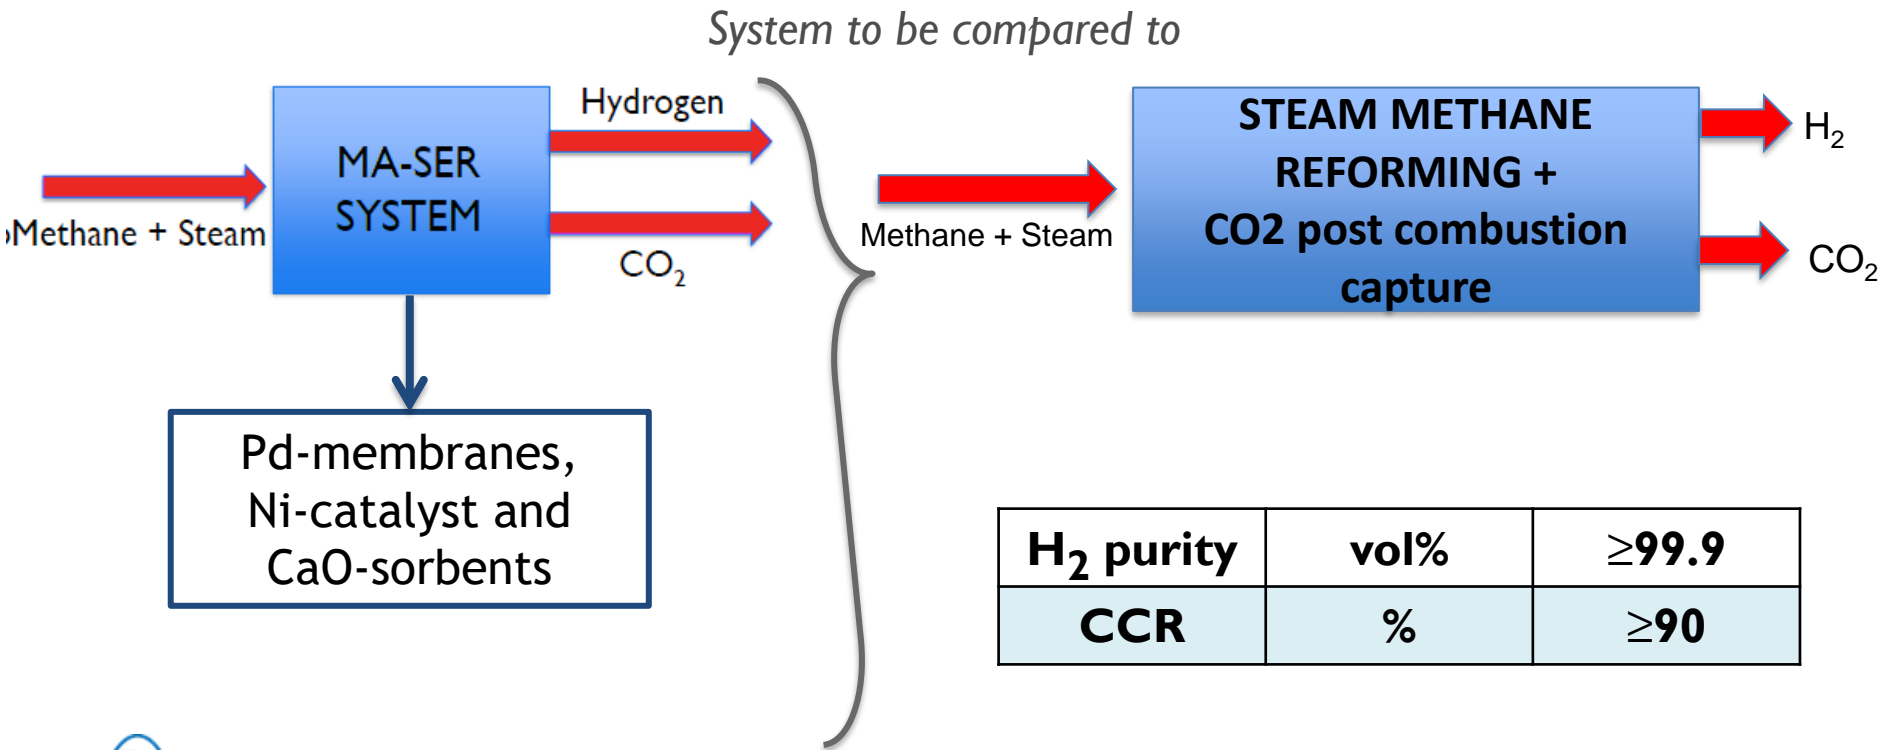 System to be compared to
Hydrogen
MA-SER
SYSTEM
Methane + Steam
CO₂
Pd-membranes,
Ni-catalyst and
CaO-sorbents
Methane + Steam
STEAM METHANE
REFORMING +
CO2 post combustion
capture
H₂
CO₂
H₂ purity vol% ≥99.9
CCR % ≥90